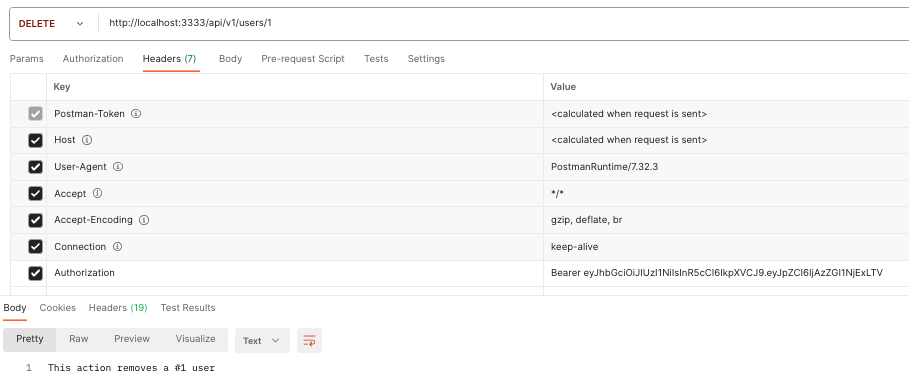 DELETE http://localhost:3333/api/v1/users/1
Params Authorization Headers (7) Body Pre-request Script Tests Settings
Key Value
Postman-Token <calculated when request is sent>
Host <calculated when request is sent>
User-Agent PostmanRuntime/7.32.3
Accept */*
Accept-Encoding gzip, deflate, br
Connection keep-alive
Authorization Bearer eyJhbGciOiJIUzI1NiIsInR5cCI6IkpXVCJ9.eyJpZCI6IjAzZGI1NjExLTV
Body Cookies Headers (19) Test Results
Pretty Raw Preview Visualize Text
1 This action removes a #1 user